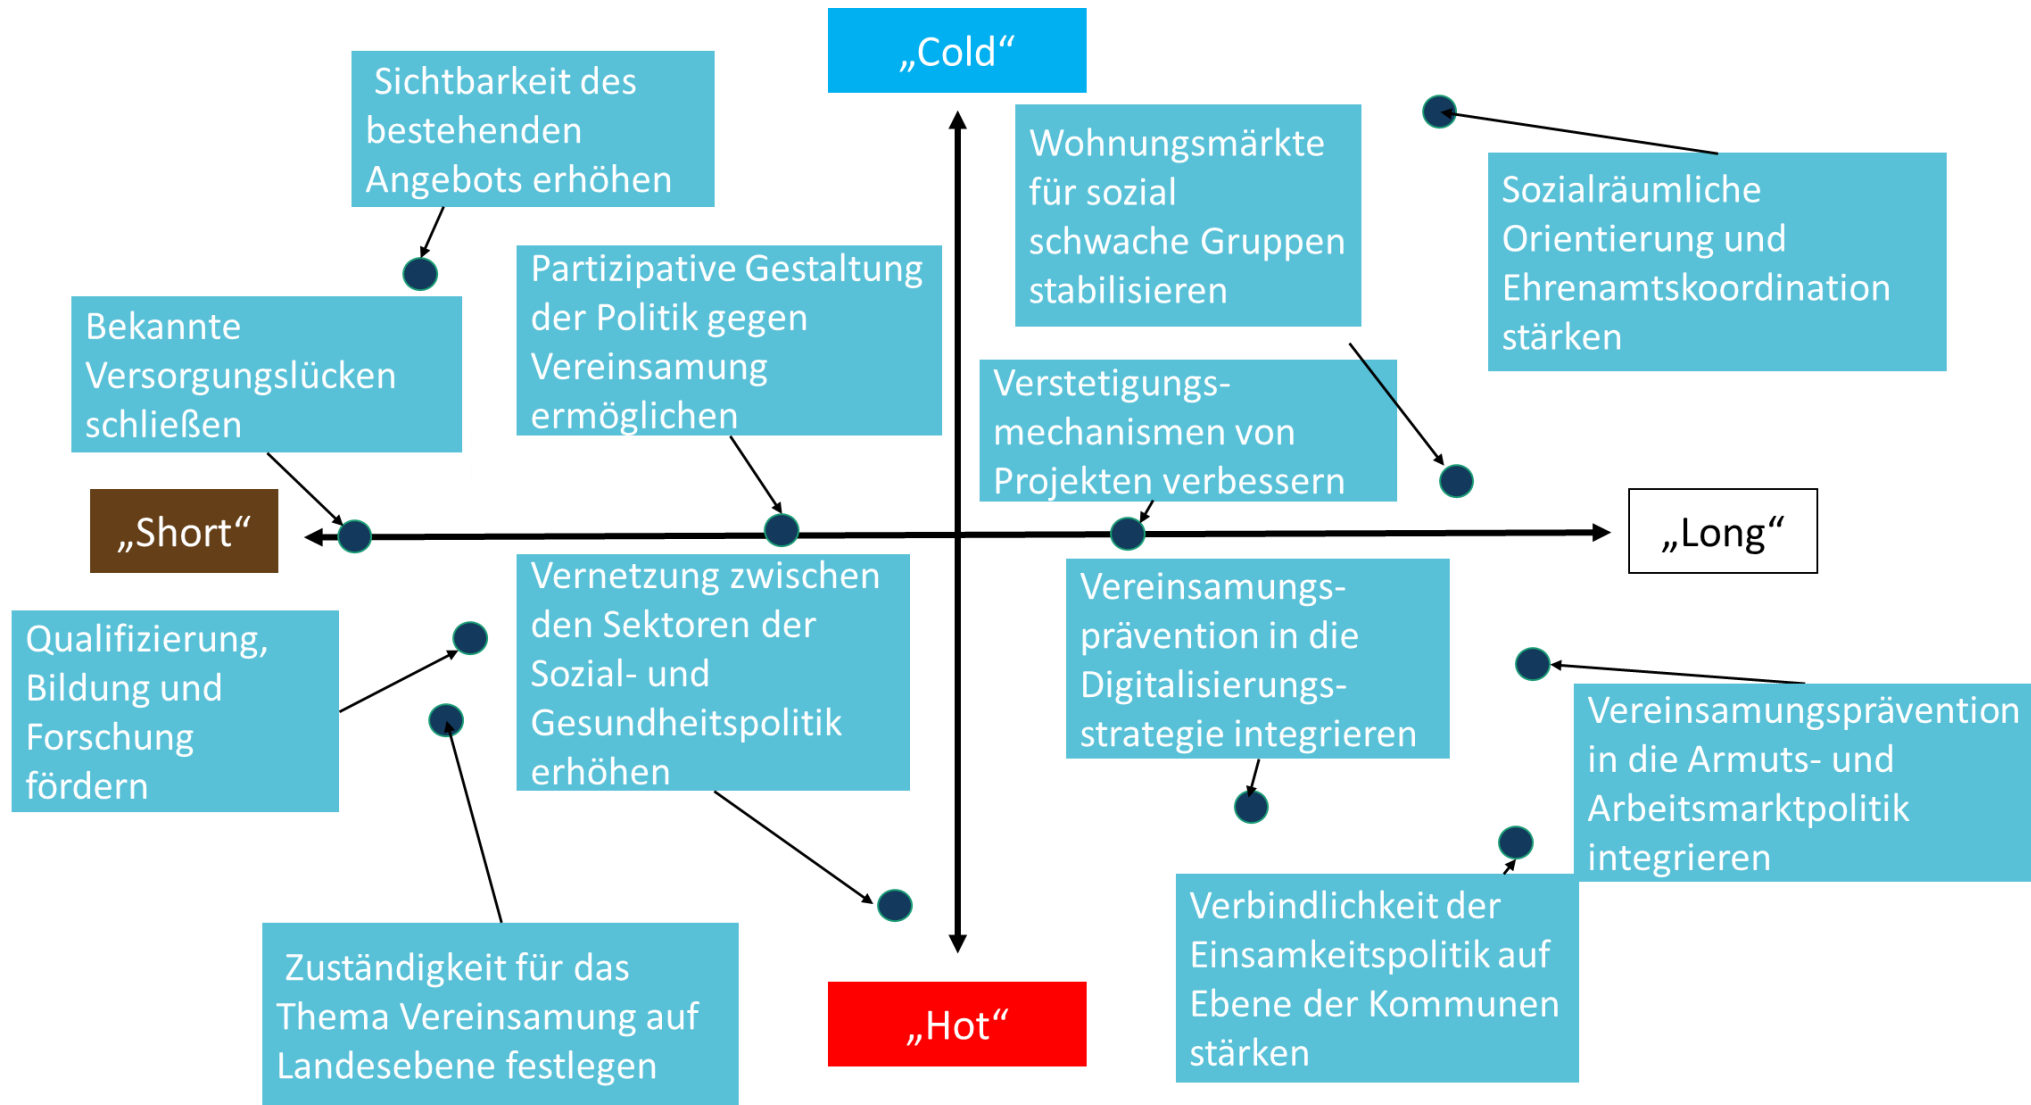 „Cold“
Sichtbarkeit des
bestehenden
Angebots erhöhen
Wohnungsmärkte
für sozial
schwache Gruppen
stabilisieren
Sozialräumliche
Orientierung und
Ehrenamtskoordination
stärken
Partizipative Gestaltung
der Politik gegen
Vereinsamung
ermöglichen
Bekannte
Versorgungslücken
schließen
Verstetigungs-
mechanismen von
Projekten verbessern
„Short“
„Long“
Qualifizierung,
Bildung und
Forschung
fördern
Vernetzung zwischen
den Sektoren der
Sozial- und
Gesundheitspolitik
erhöhen
Vereinsamungs-
prävention in die
Digitalisierungs-
strategie integrieren
Vereinsamungsprävention
in die Armuts- und
Arbeitsmarktpolitik
integrieren
Zuständigkeit für das
Thema Vereinsamung auf
Landesebene festlegen
„Hot“
Verbindlichkeit der
Einsamkeitspolitik auf
Ebene der Kommunen
stärken